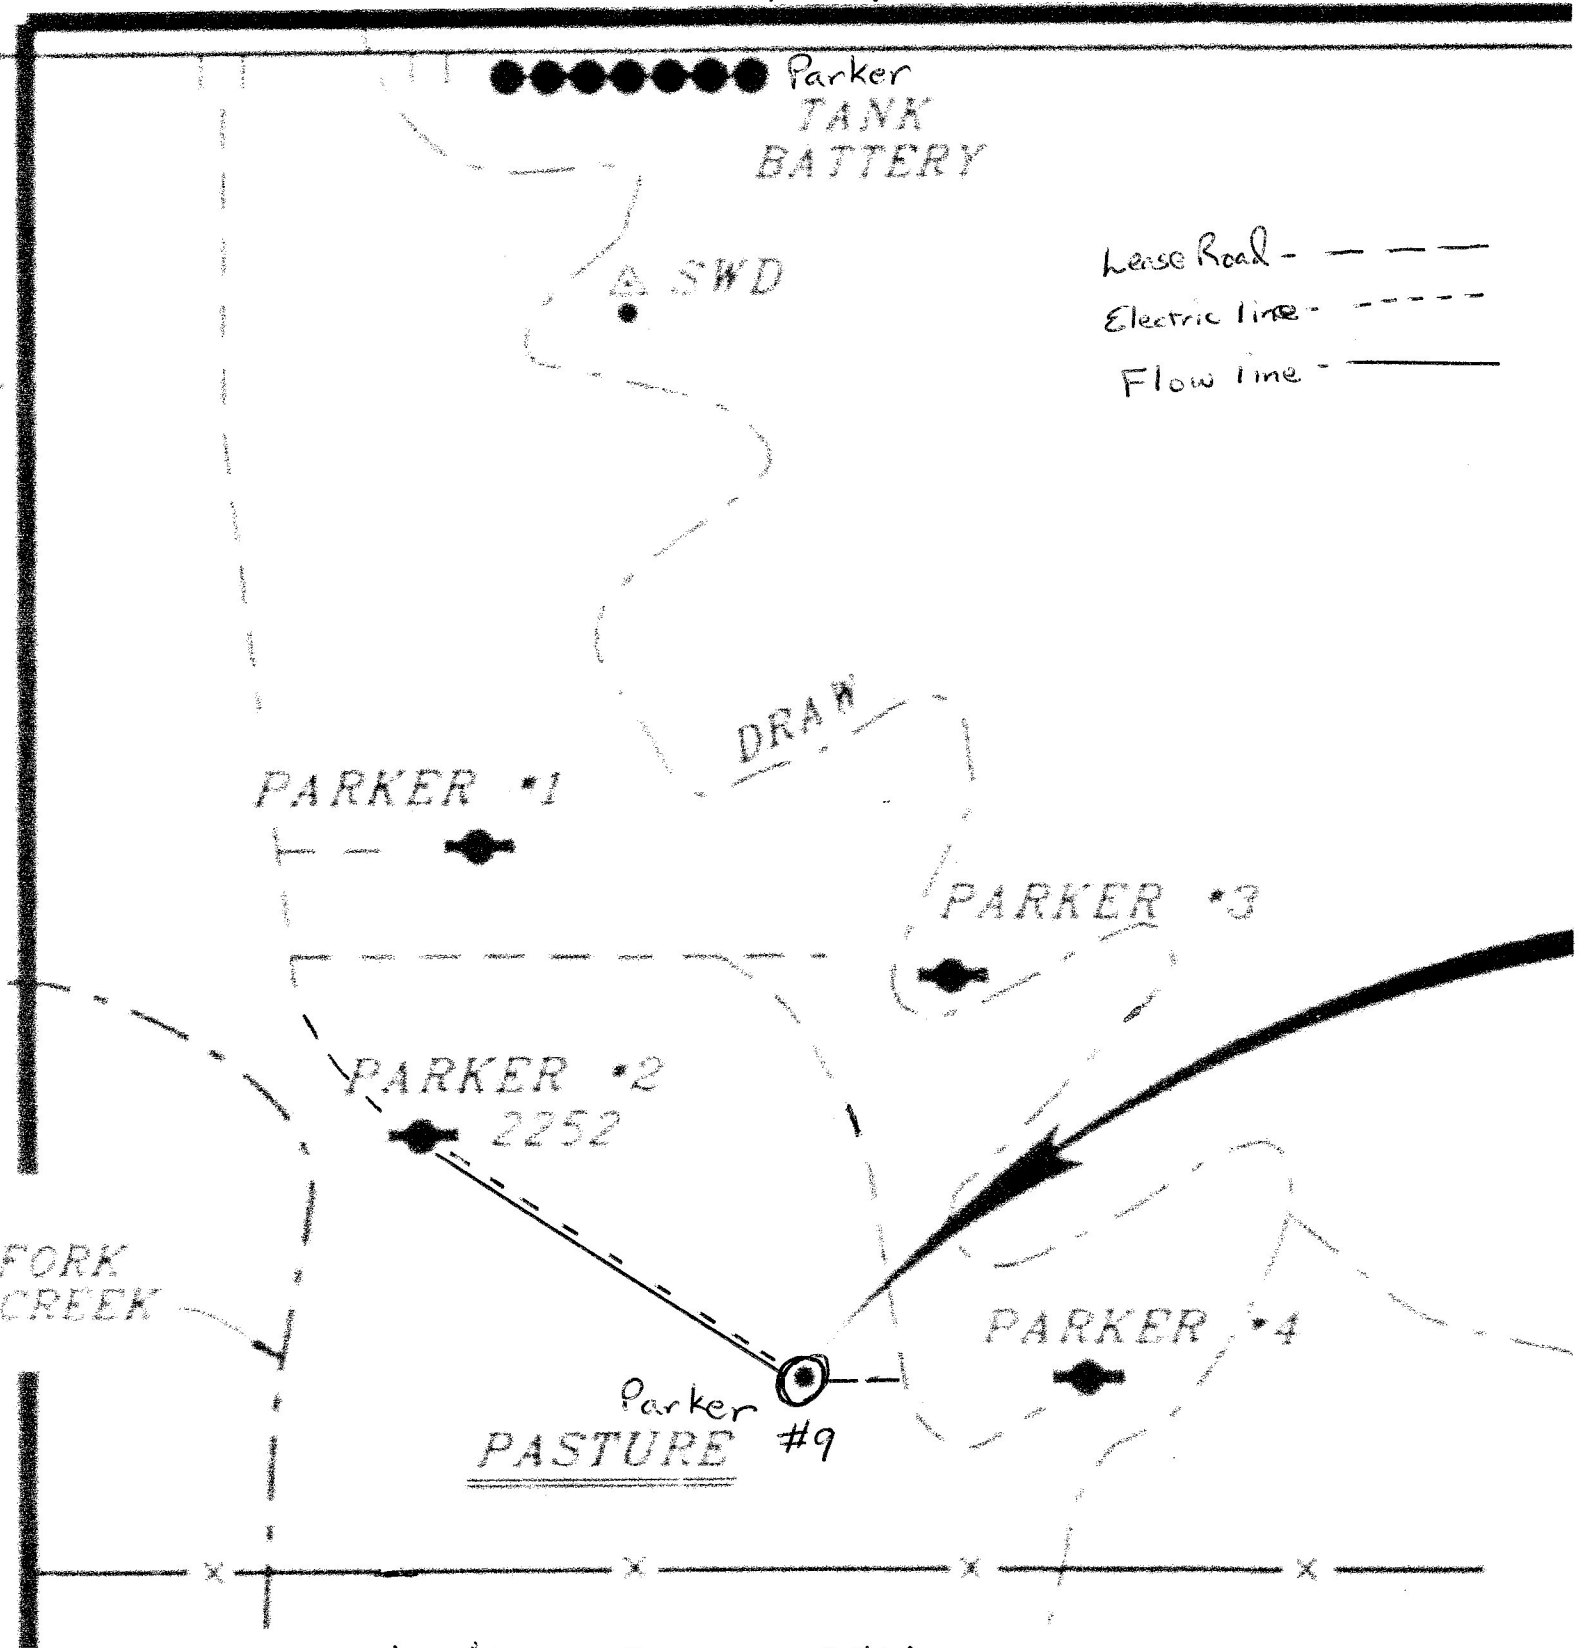 Parker
TANK
BATTERY
SWD
Lease Road -
Electric line -
Flow line -
DRAW
PARKER #1
PARKER #3
PARKER #2
2252
FORK
CREEK
PARKER #4
Parker
#9
PASTURE
x x x x